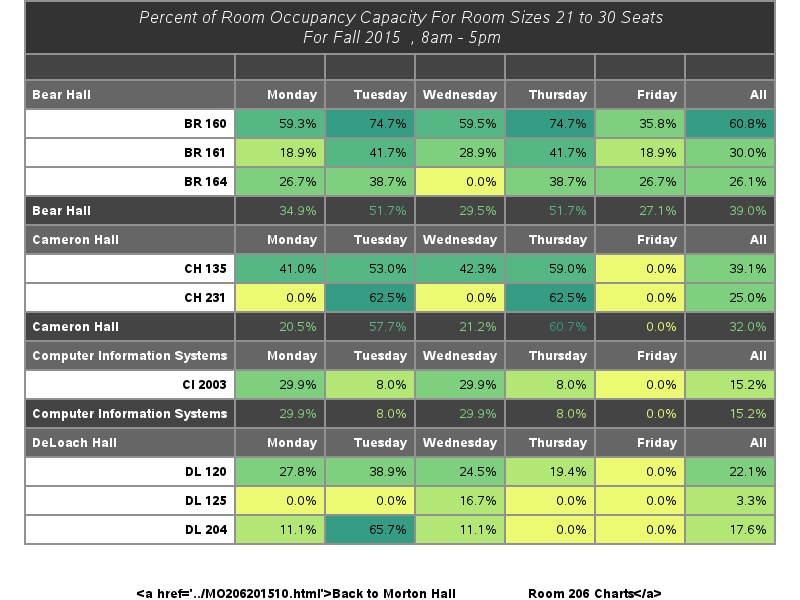 Percent of Room Occupancy Capacity For Room Sizes 21 to 30 Seats
For Fall 2015 , 8am - 5pm
Bear Hall Monday Tuesday Wednesday Thursday Friday All
BR 160 59.3% 74.7% 59.5% 74.7% 35.8% 60.8%
BR 161 18.9% 41.7% 28.9% 41.7% 18.9% 30.0%
BR 164 26.7% 38.7% 0.0% 38.7% 26.7% 26.1%
Bear Hall 34.9% 51.7% 29.5% 51.7% 27.1% 39.0%
Cameron Hall Monday Tuesday Wednesday Thursday Friday All
CH 135 41.0% 53.0% 42.3% 59.0% 0.0% 39.1%
CH 231 0.0% 62.5% 0.0% 62.5% 0.0% 25.0%
Cameron Hall 20.5% 57.7% 21.2% 60.7% 0.0% 32.0%
Computer Information Systems Monday Tuesday Wednesday Thursday Friday All
CI 2003 29.9% 8.0% 29.9% 8.0% 0.0% 15.2%
Computer Information Systems 29.9% 8.0% 29.9% 8.0% 0.0% 15.2%
DeLoach Hall Monday Tuesday Wednesday Thursday Friday All
DL 120 27.8% 38.9% 24.5% 19.4% 0.0% 22.1%
DL 125 0.0% 0.0% 16.7% 0.0% 0.0% 3.3%
DL 204 11.1% 65.7% 11.1% 0.0% 0.0% 17.6%
<a href='../MO206201510.html'>Back to Morton Hall Room 206 Charts</a>